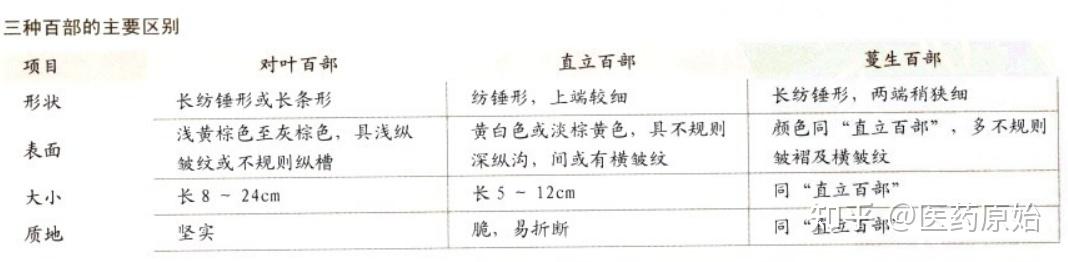 三种百部的主要区别
项目 对叶百部 直立百部 蔓生百部
形状 长纺锤形或长条形 纺锤形，上端较细 长纺锤形，两端稍狭细
表面 浅黄棕色至灰棕色，具浅纵 黄白色或淡棕黄色，具不规则 颜色同“直立百部”，多不规则
皱纹或不规则纵槽 深纵沟，间或有横皱纹 皱褶及横皱纹
大小 长 8 ~ 24cm 长 5 ~ 12cm 同“直立百部”
质地 坚实 脆，易折断 同“直立百部”
知乎 @医药原始